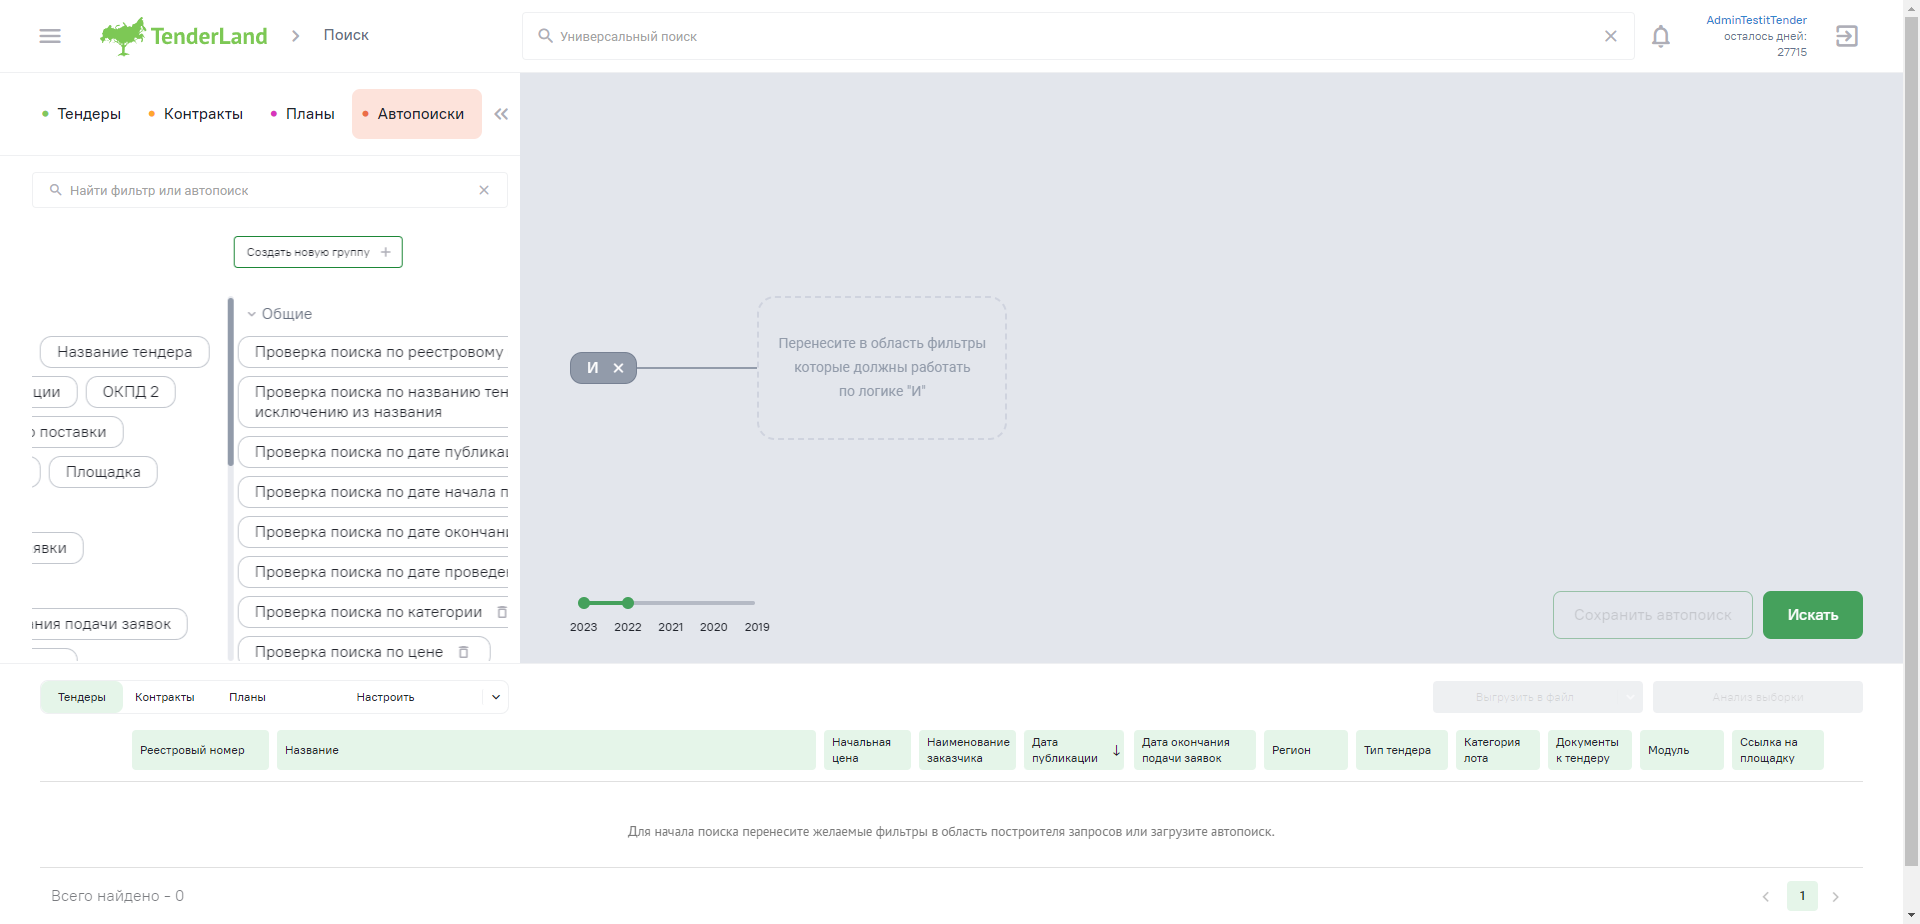 TenderLand
Поиск
Универсальный поиск
AdminTestitTender
осталось дней:
27715
Тендеры
Контракты
Планы
Автопоиски
Найти фильтр или автопоиск
Создать новую группу
Общие
Название тендера
Проверка поиска по реестровому
ции
ОКПД 2
Проверка поиска по названию тен
исключению из названия
поставки
Проверка поиска по дате публика
Площадка
Проверка поиска по дате начала п
Проверка поиска по дате окончан
явки
Проверка поиска по дате проведе
Проверка поиска по категории
ания подачи заявок
Проверка поиска по цене
И
Перенесите в область фильтры
которые должны работать
по логике "И"
2023
2022
2021
2020
2019
Сохранить автопоиск
Искать
Тендеры
Контракты
Планы
Настроить
Выгрузить в файл
Анализ выборки
Реестровый номер
Название
Начальная
цена
Наименование
заказчика
Дата
публикации
Дата окончания
подачи заявок
Регион
Тип тендера
Категория
лота
Документы
к тендеру
Модуль
Ссылка на
площадку
Для начала поиска перенесите желаемые фильтры в область построителя запросов или загрузите автопоиск.
Всего найдено - 0
1